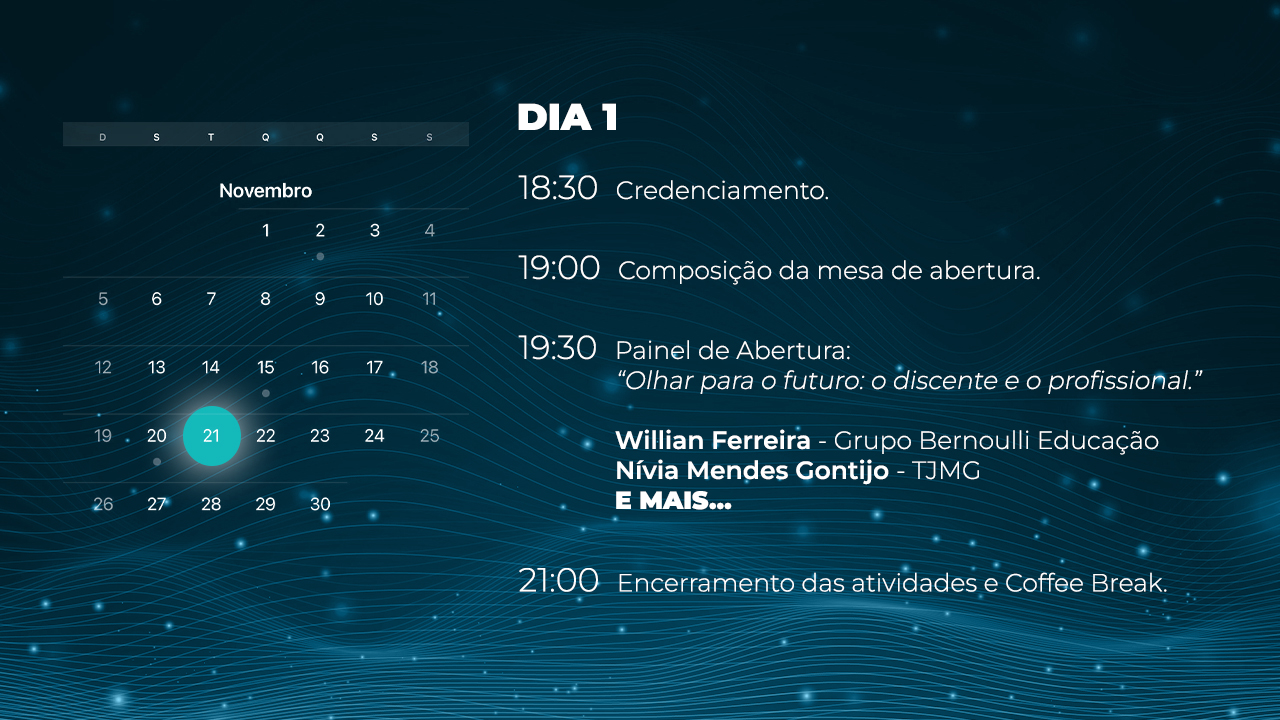 D S T Q Q S S
Novembro
1 2 3 4
5 6 7 8 9 10 11
12 13 14 15 16 17 18
19 20 21 22 23 24 25
26 27 28 29 30
DIA 1
18:30 Credenciamento.
19:00 Composição da mesa de abertura.
19:30 Painel de Abertura:
“Olhar para o futuro: o discente e o profissional.”
Willian Ferreira - Grupo Bernoulli Educação
Nívia Mendes Gontijo - TJMG
E MAIS...
21:00 Encerramento das atividades e Coffee Break.